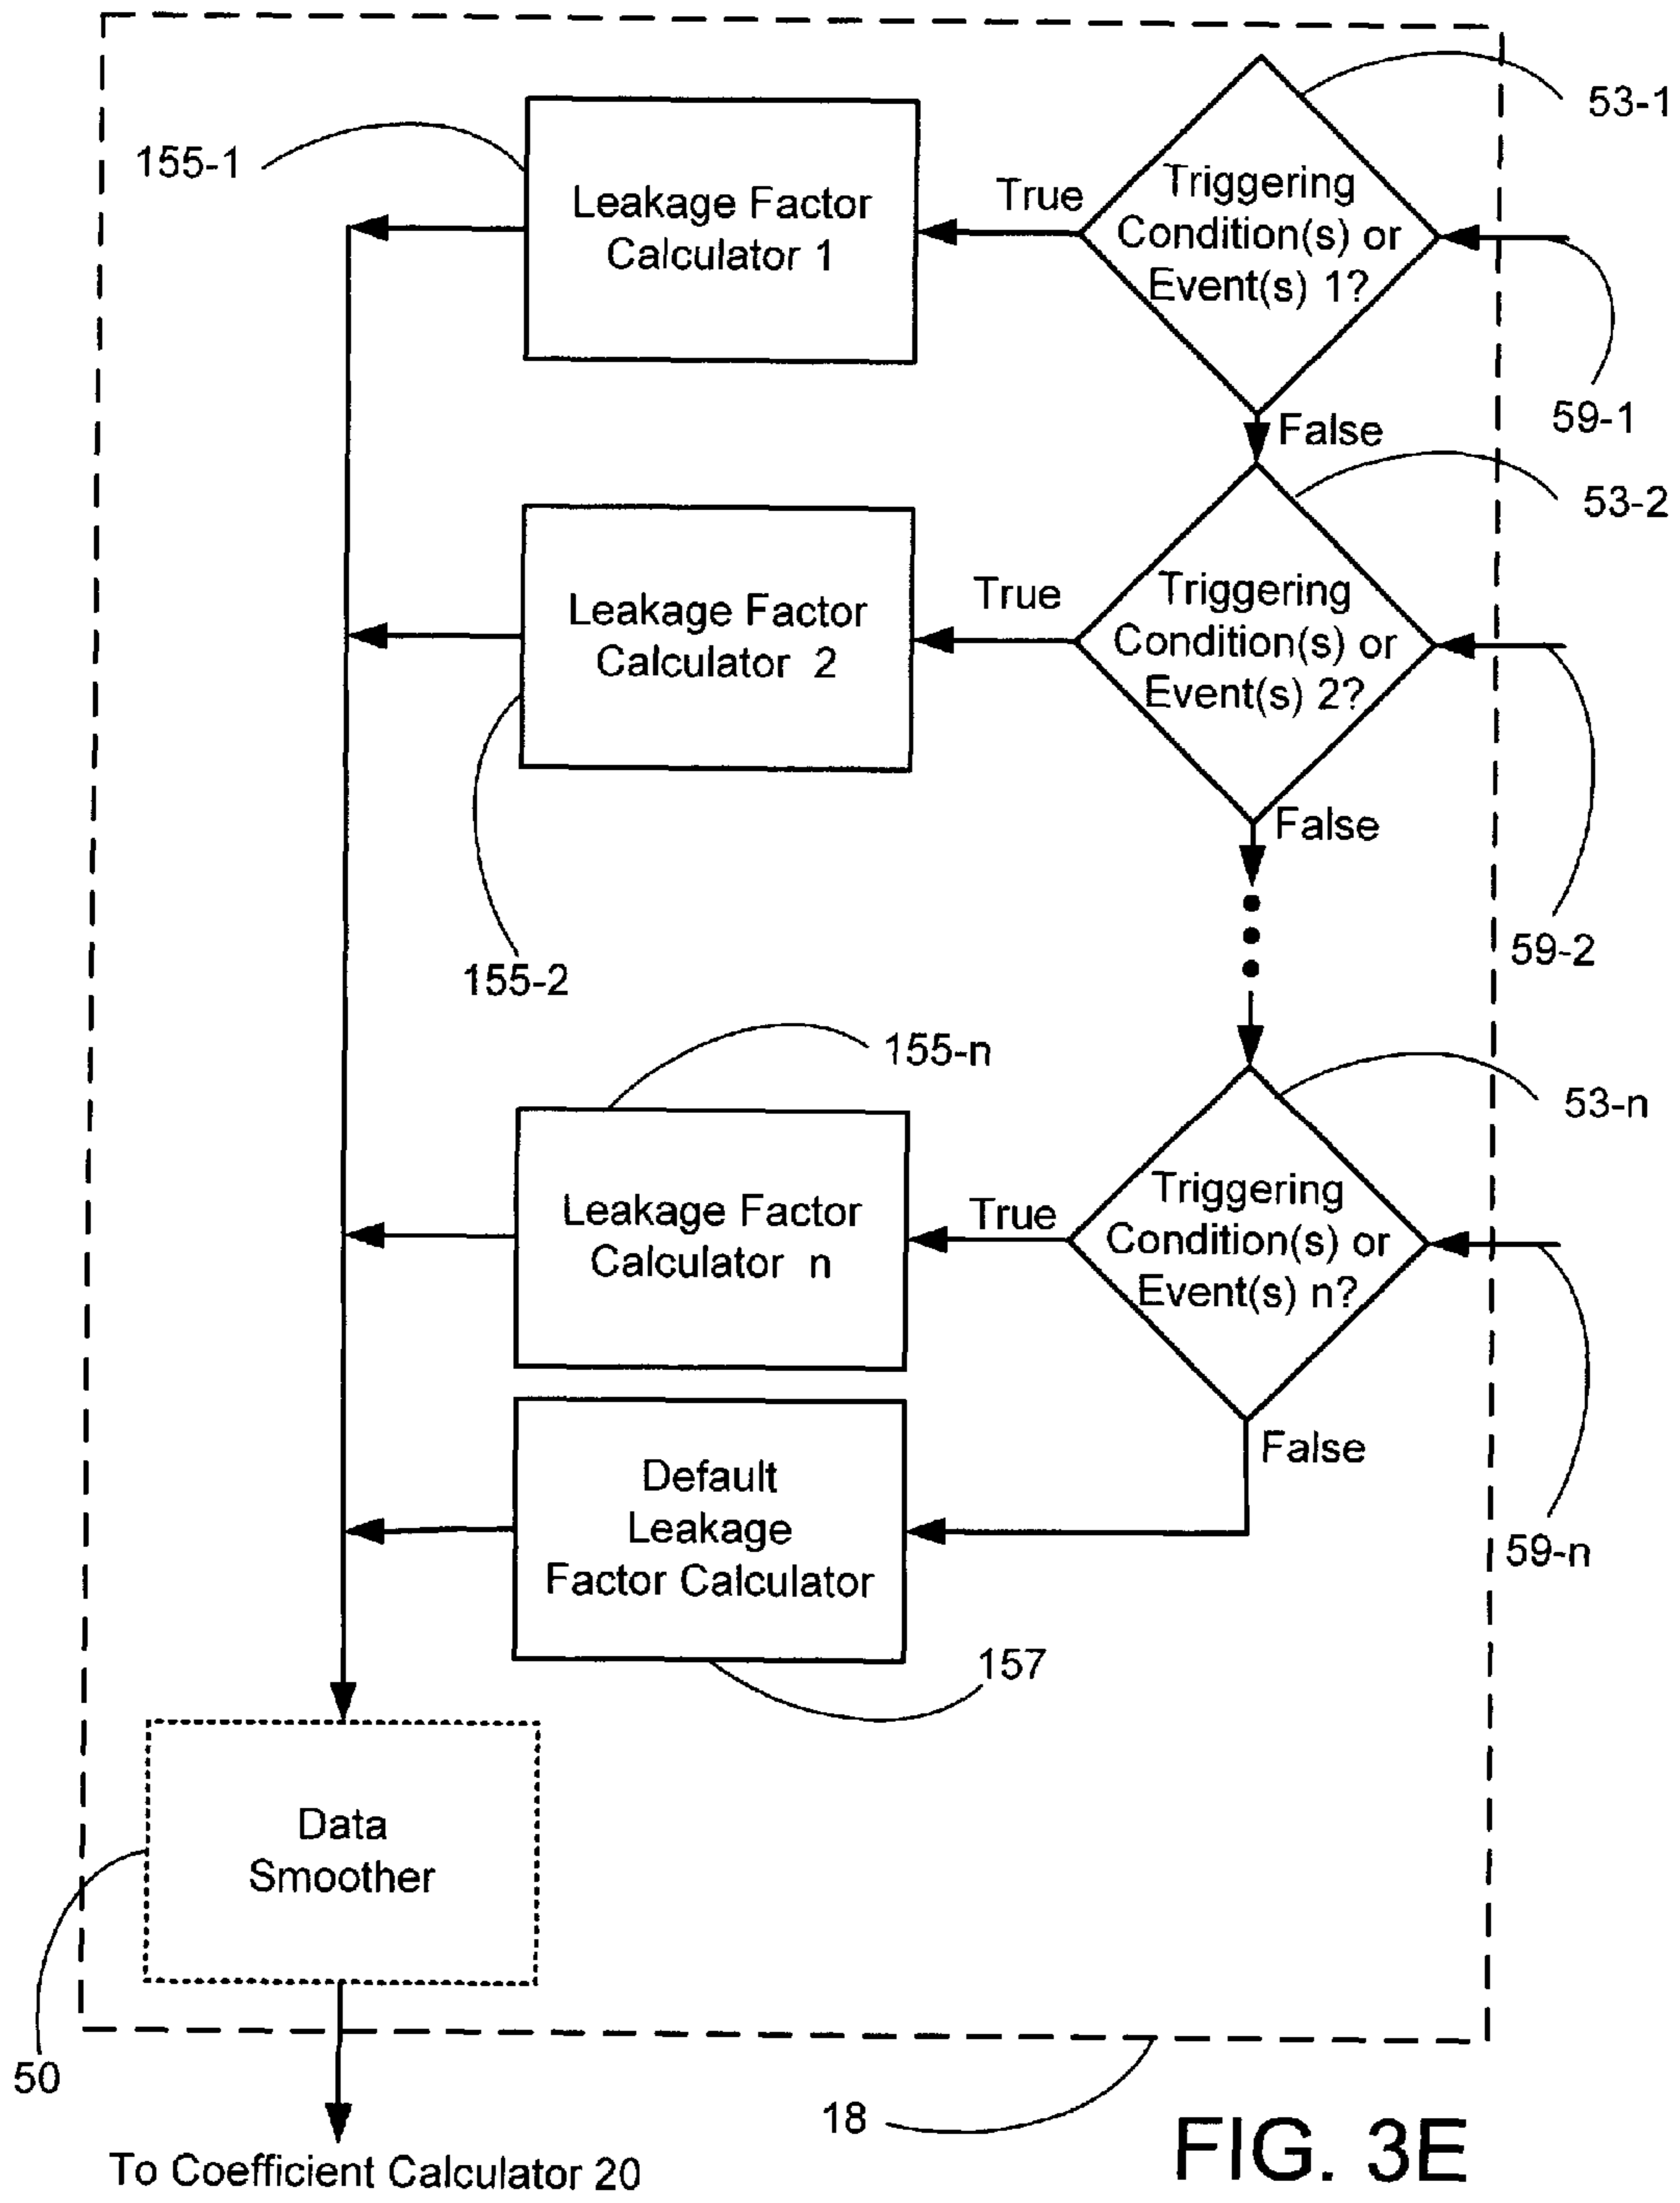 53-1
155-1
Leakage Factor
Calculator 1
True
Triggering
Condition(s) or
Event(s) 1?
59-1
False
53-2
Leakage Factor
Calculator 2
True
Triggering
Condition(s) or
Event(s) 2?
False
59-2
155-2
155-n
53-n
Leakage Factor
Calculator n
True
Triggering
Condition(s) or
Event(s) n?
False
59-n
Default
Leakage
Factor Calculator
157
Data
Smoother
50
18
To Coefficient Calculator 20
FIG. 3E